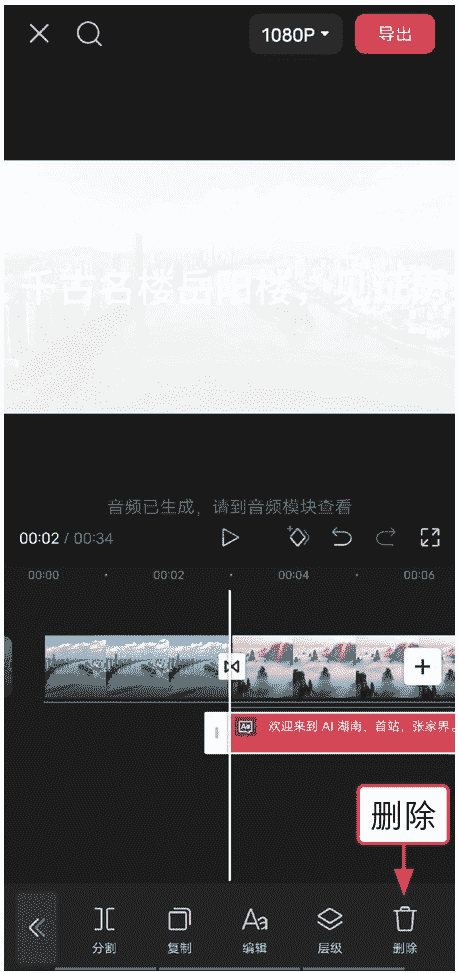 1080P
导出
千古名楼岳阳楼，见证
音频已生成，请到音频模块查看
00:02 / 00:34
00:00
00:02
00:04
00:06
欢迎来到 AI 湖南，首站，张家界。
删除
分割
复制
Aa
编辑
层级
删除